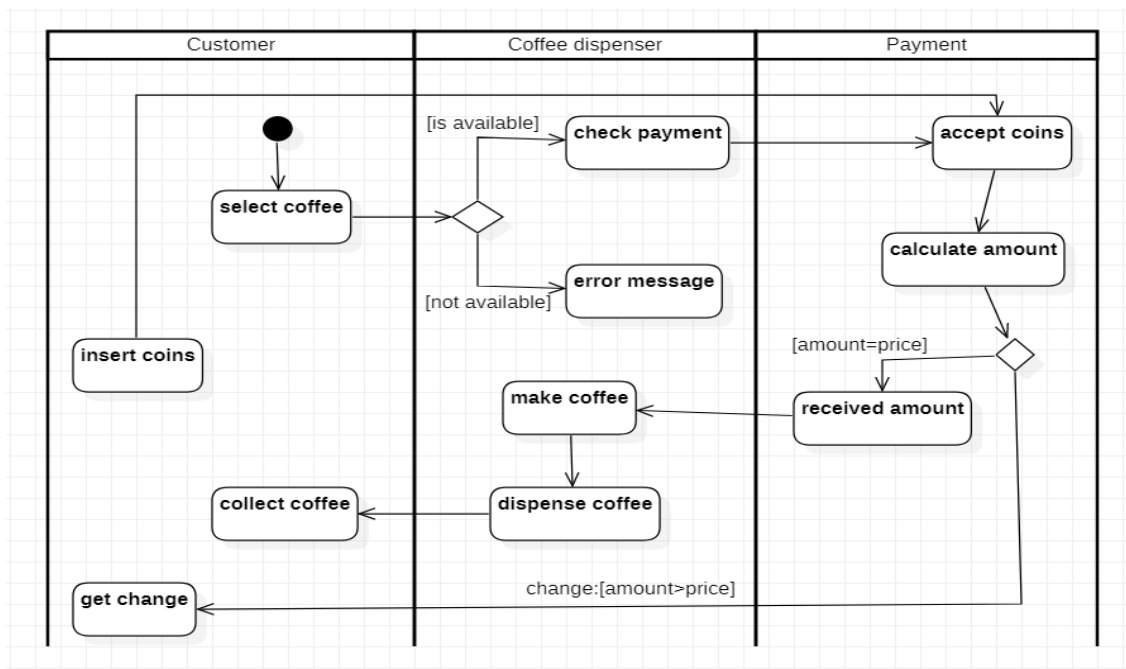 Customer
Coffee dispenser
Payment
[is available]
check payment
accept coins
select coffee
calculate amount
error message
[not available]
insert coins
[amount=price]
make coffee
received amount
collect coffee
dispense coffee
change:[amount>price]
get change